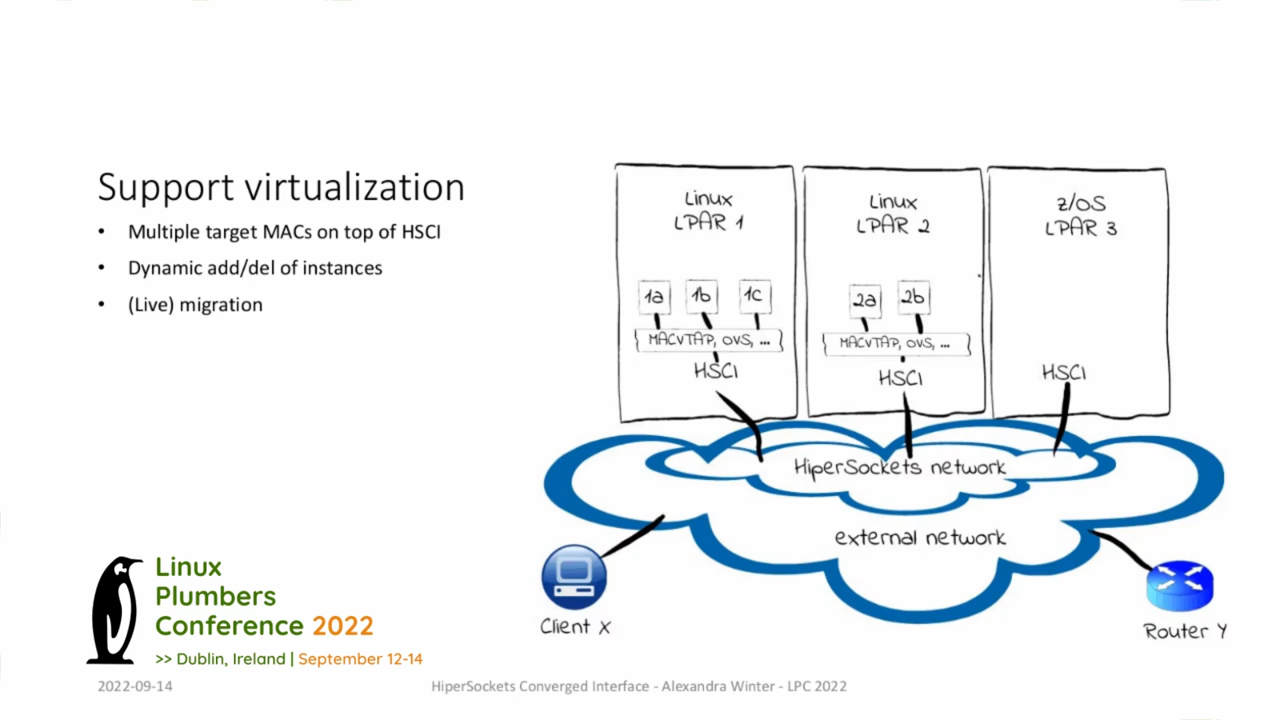 Support virtualization
• Multiple target MACs on top of HSCI
• Dynamic add/del of instances
• (Live) migration
Linux
LPAR 1
1a 1b 1c
MACVTAP, OVS, ...
HSCI
Linux
LPAR 2
2a 2b
MACVTAP, OVS, ...
HSCI
z/OS
LPAR 3
HSCI
HiperSockets network
external network
Client X
Router Y
Linux
Plumbers
Conference 2022
>> Dublin, Ireland | September 12-14
2022-09-14
HiperSockets Converged Interface - Alexandra Winter - LPC 2022